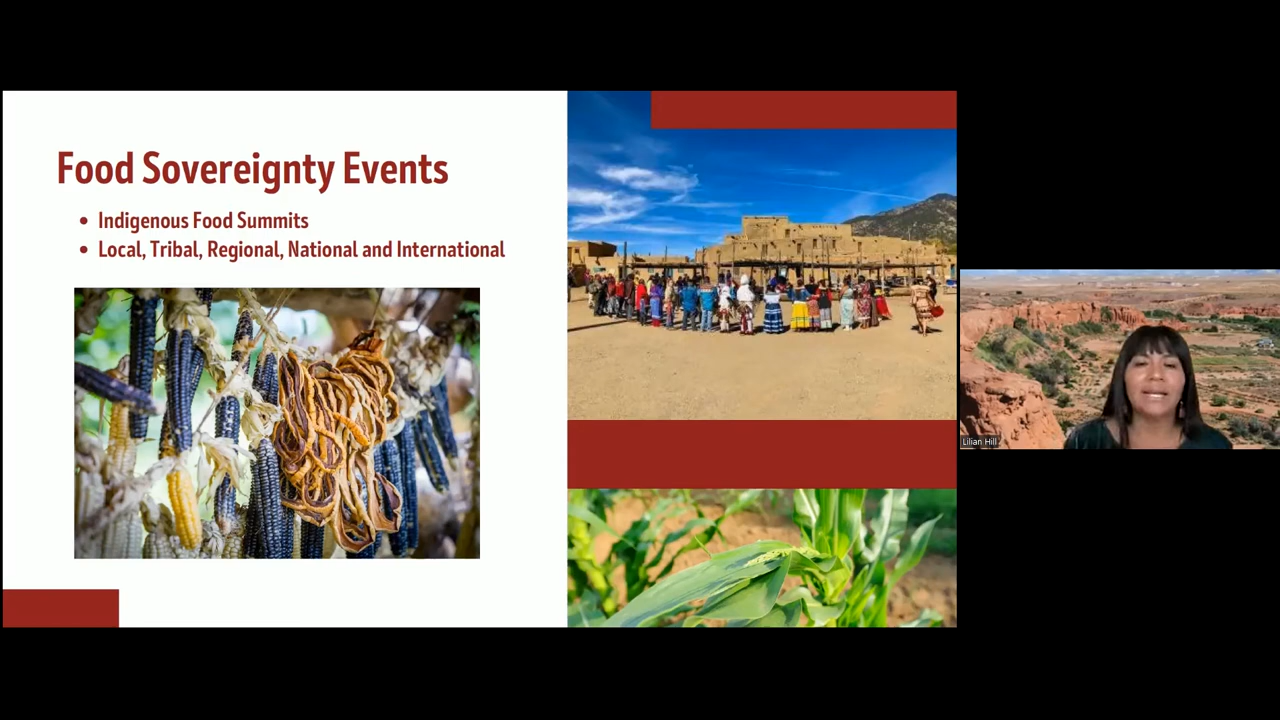 Food Sovereignty Events
Indigenous Food Summits
Local, Tribal, Regional, National and International
Lilian Hill